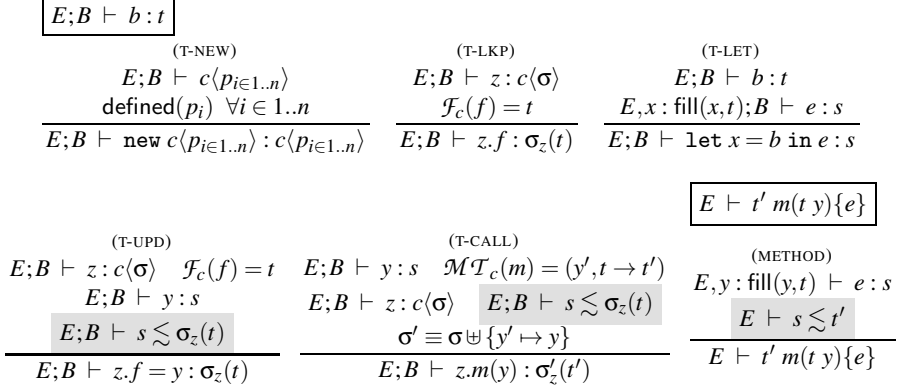 E;B ⊢ b : t
(T-NEW) (T-LKP) (T-LET)
E;B ⊢ c⟨p_{i∈1..n}⟩ E;B ⊢ z : c⟨σ⟩ E;B ⊢ b : t
defined(p_i) ∀i ∈ 1..n ℱ_c(f) = t E,x : fill(x,t);B ⊢ e : s
E;B ⊢ new c⟨p_{i∈1..n}⟩ : c⟨p_{i∈1..n}⟩ E;B ⊢ z.f : σ_z(t) E;B ⊢ let x = b in e : s
E ⊢ t′ m(t y){e}
(T-UPD) (T-CALL) (METHOD)
E;B ⊢ z : c⟨σ⟩ ℱ_c(f) = t E;B ⊢ y : s ℳ𝒯_c(m) = (y′,t → t′) E,y : fill(y,t) ⊢ e : s
E;B ⊢ y : s E;B ⊢ z : c⟨σ⟩ E;B ⊢ s ≲ σ_z(t) E ⊢ s ≲ t′
E;B ⊢ s ≲ σ_z(t) σ′ ≡ σ ⊎ {y′ ↦ y}
E;B ⊢ z.f = y : σ_z(t) E;B ⊢ z.m(y) : σ′_z(t′) E ⊢ t′ m(t y){e}